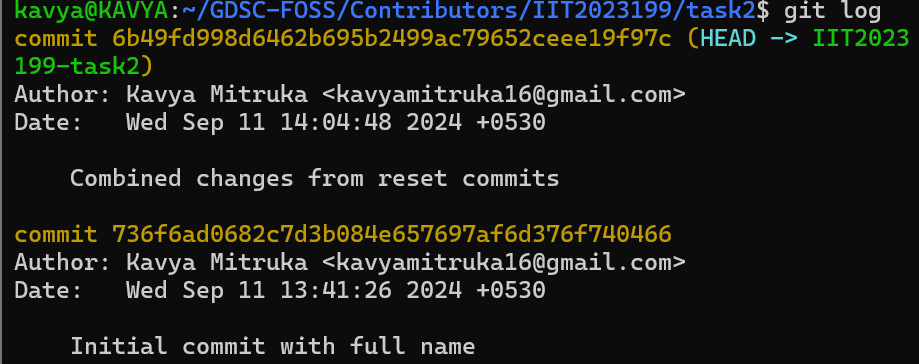 kavya@KAVYA:~/GDSC-FOSS/Contributors/IIT2023199/task2$ git log
commit 6b49fd998d6462b695b2499ac79652ceee19f97c (HEAD -> IIT2023
199-task2)
Author: Kavya Mitruka <kavyamitruka16@gmail.com>
Date:   Wed Sep 11 14:04:48 2024 +0530
    Combined changes from reset commits
commit 736f6ad0682c7d3b084e657697af6d376f740466
Author: Kavya Mitruka <kavyamitruka16@gmail.com>
Date:   Wed Sep 11 13:41:26 2024 +0530
    Initial commit with full name